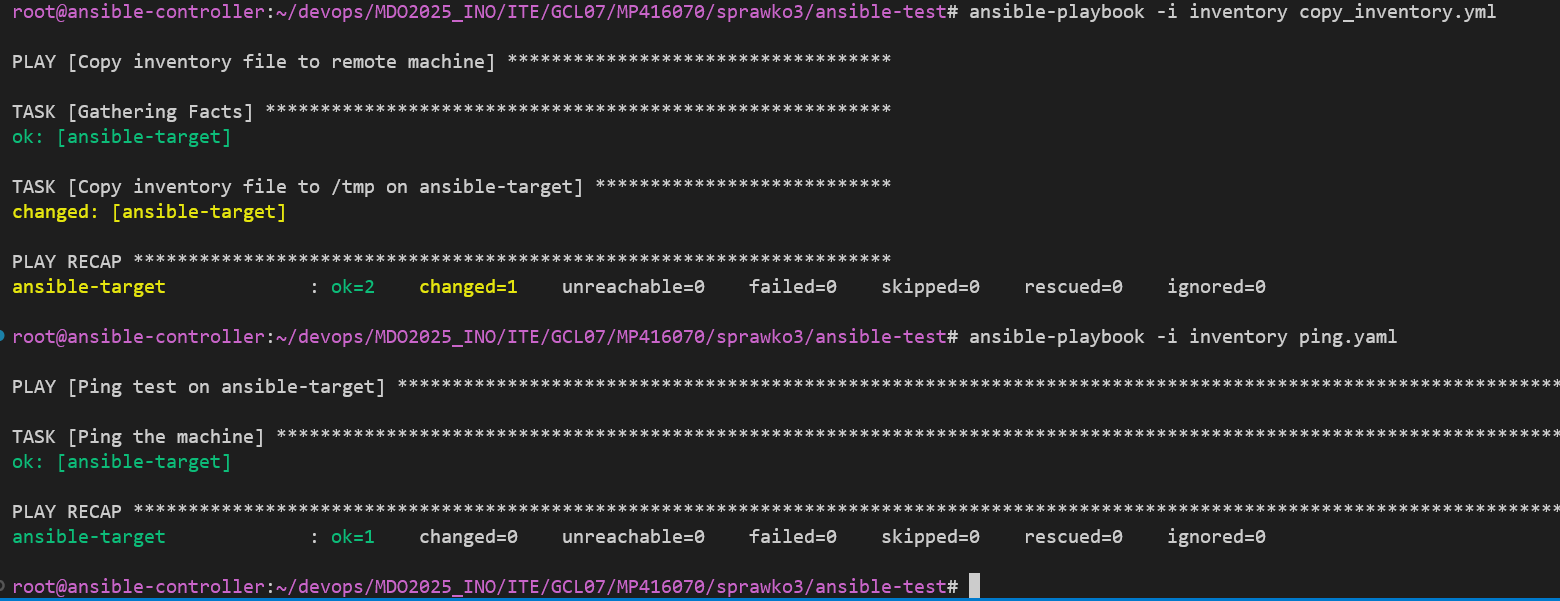 root@ansible-controller:~/devops/MDO2025_INO/ITE/GCL07/MP416070/sprawko3/ansible-test# ansible-playbook -i inventory copy_inventory.yml
PLAY [Copy inventory file to remote machine] ***********************************
TASK [Gathering Facts] *********************************************************
ok: [ansible-target]
TASK [Copy inventory file to /tmp on ansible-target] ***************************
changed: [ansible-target]
PLAY RECAP *********************************************************************
ansible-target             : ok=2    changed=1    unreachable=0    failed=0    skipped=0    rescued=0    ignored=0
root@ansible-controller:~/devops/MDO2025_INO/ITE/GCL07/MP416070/sprawko3/ansible-test# ansible-playbook -i inventory ping.yaml
PLAY [Ping test on ansible-target] **********************************************************************************************************
TASK [Ping the machine] *********************************************************************************************************************
ok: [ansible-target]
PLAY RECAP **********************************************************************************************************************************
ansible-target             : ok=1    changed=0    unreachable=0    failed=0    skipped=0    rescued=0    ignored=0
root@ansible-controller:~/devops/MDO2025_INO/ITE/GCL07/MP416070/sprawko3/ansible-test#